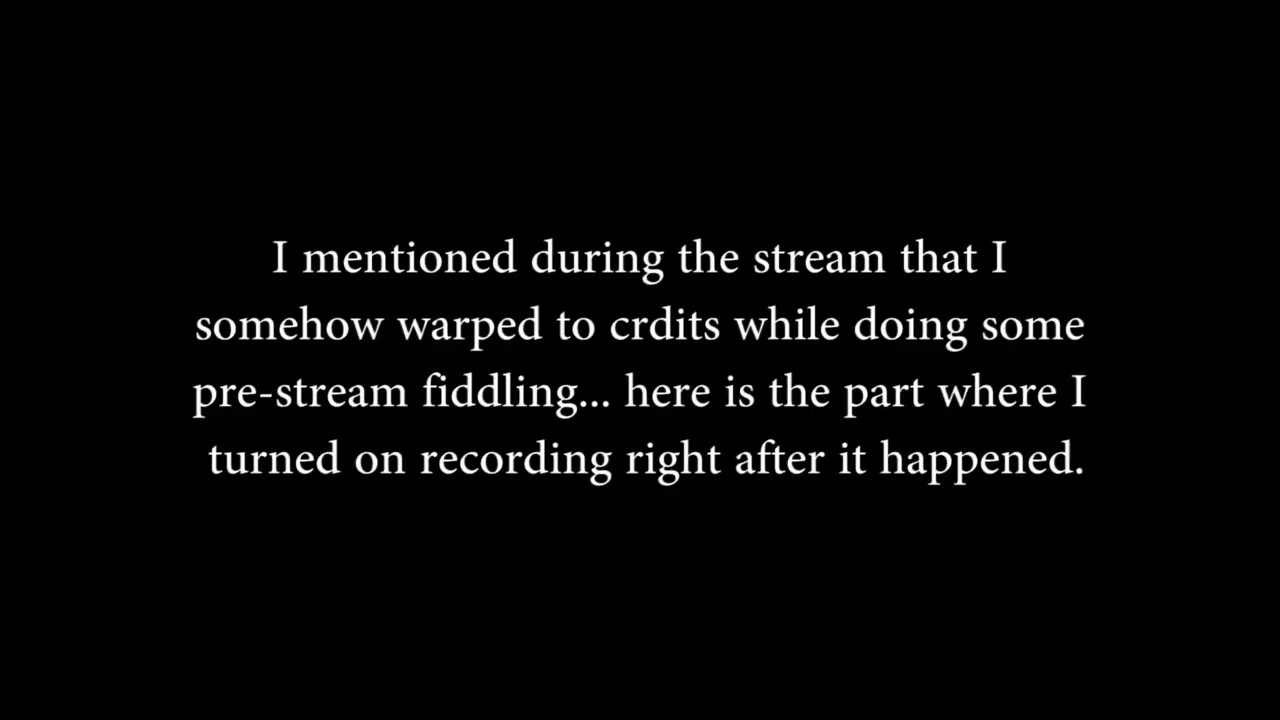 I mentioned during the stream that I
somehow warped to crdits while doing some
pre-stream fiddling... here is the part where I
turned on recording right after it happened.